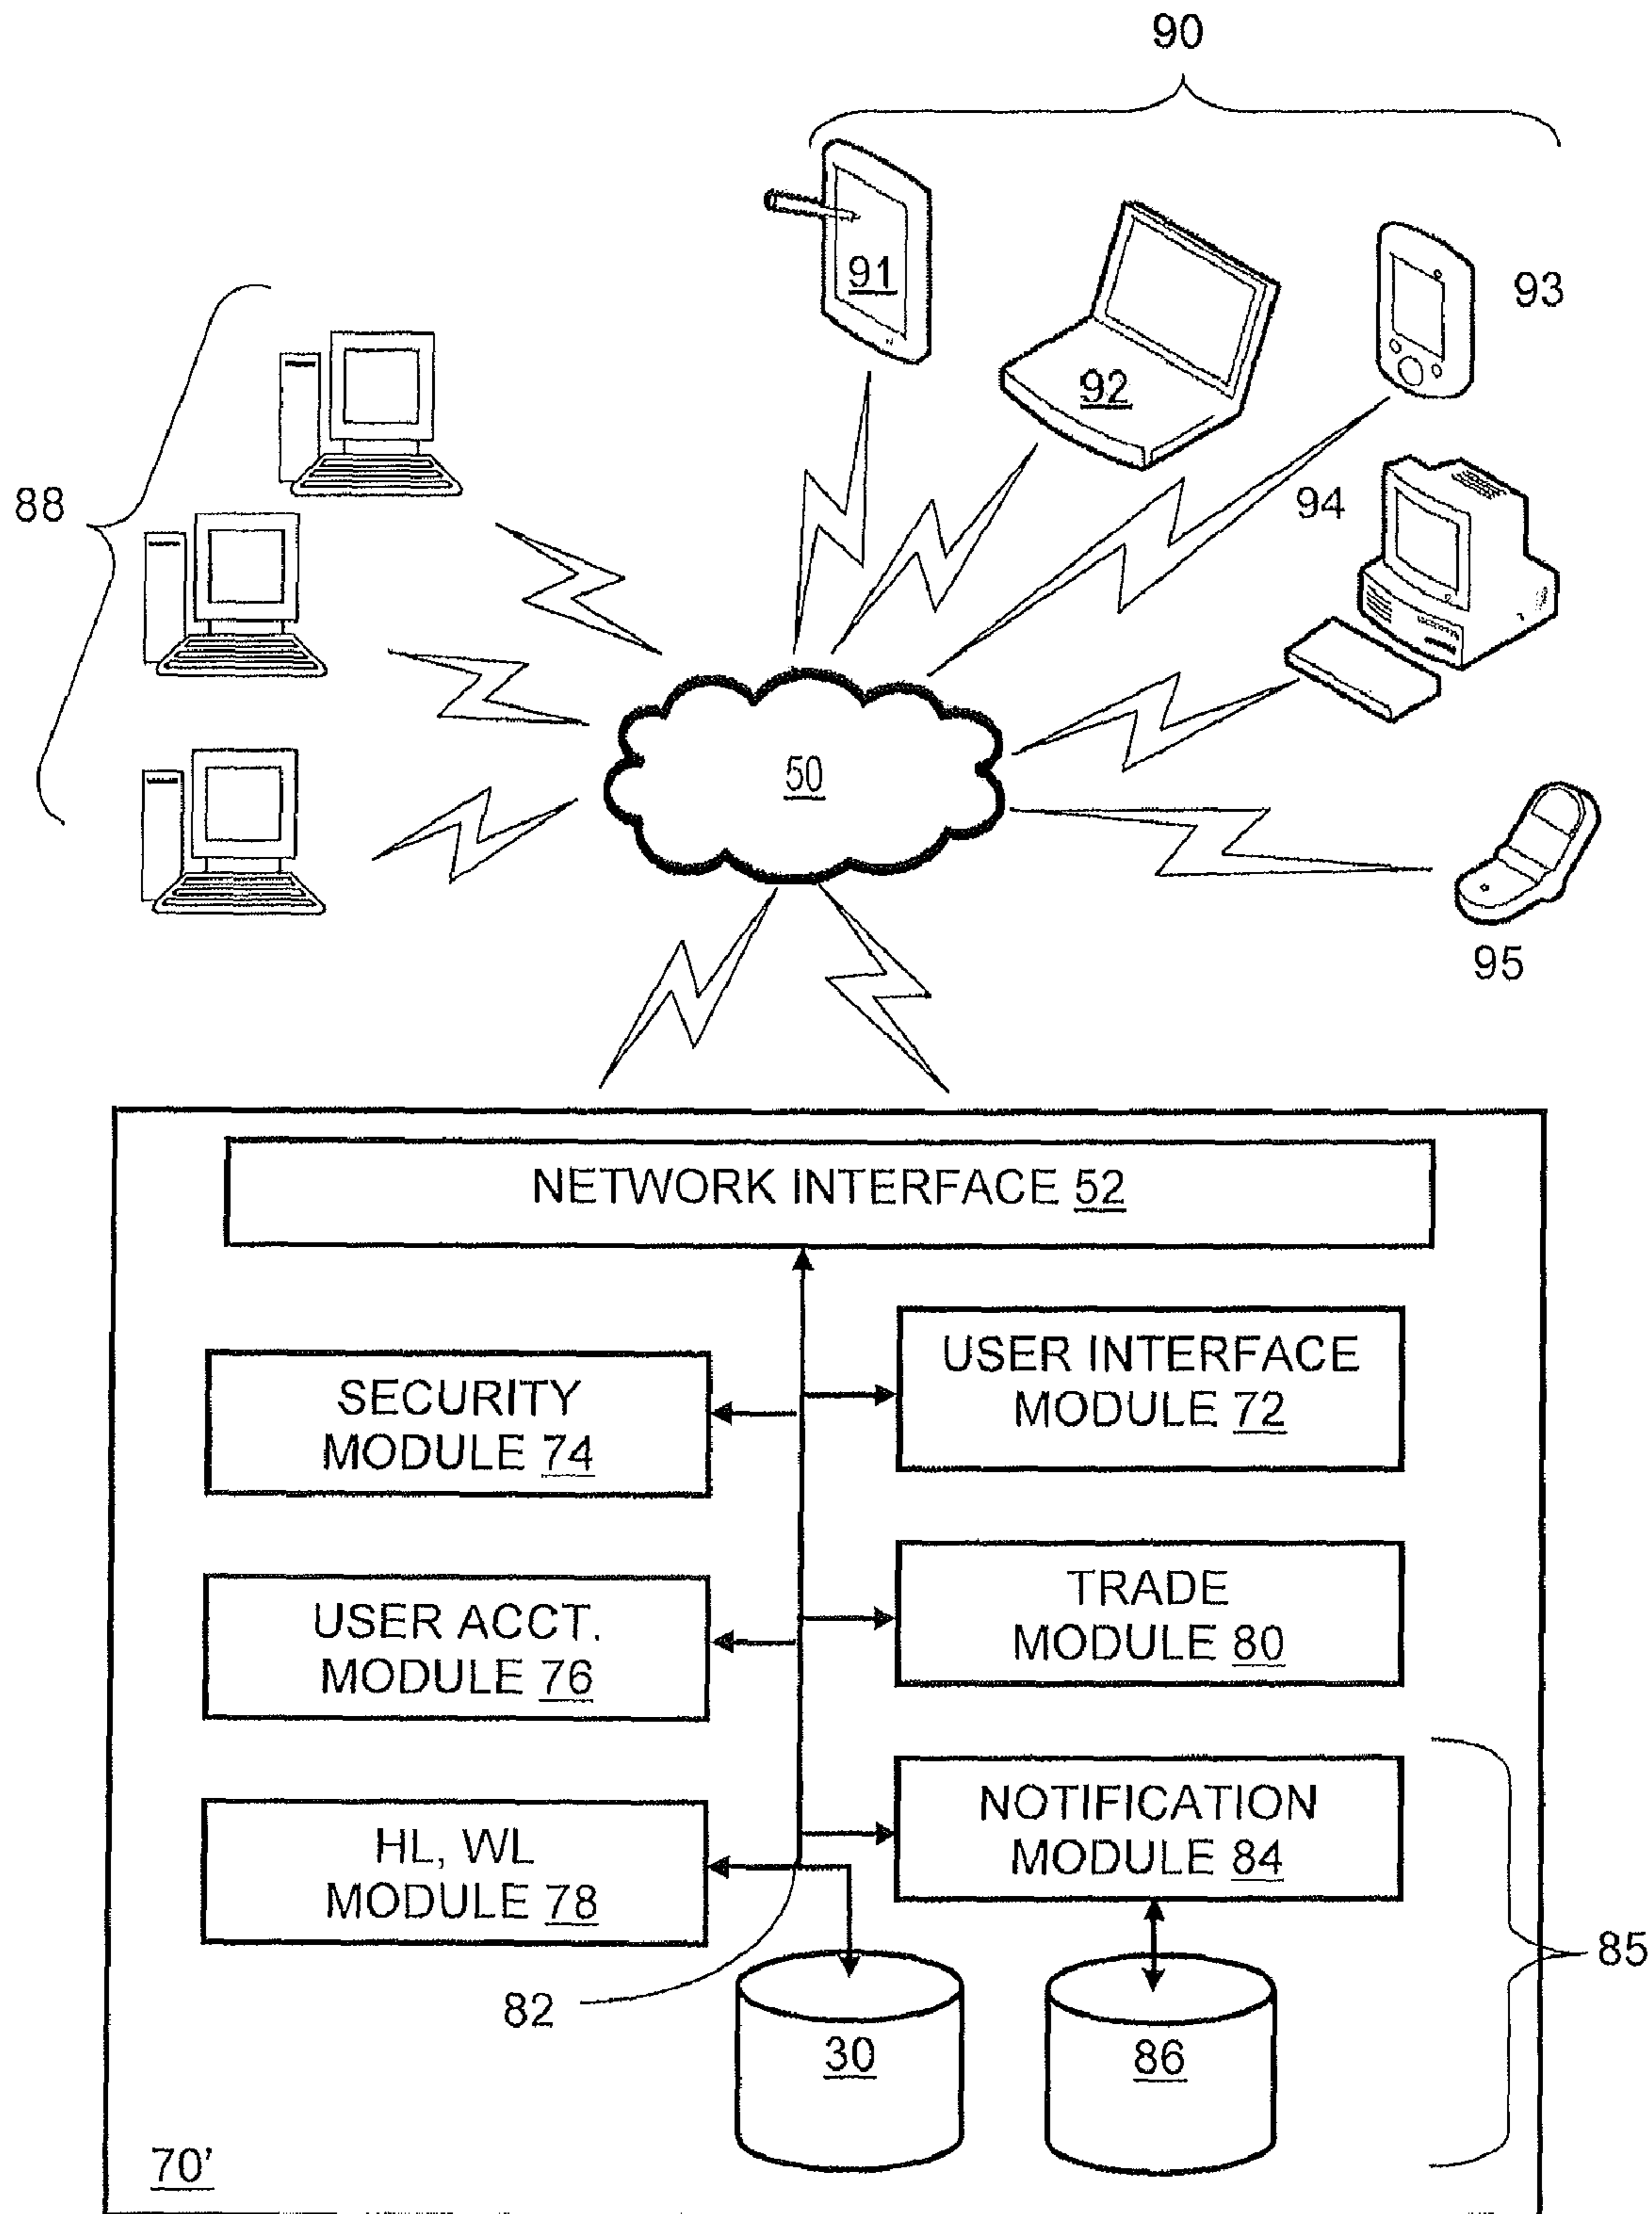 90
91
92
93
88
94
50
95
NETWORK INTERFACE 52
USER INTERFACE
MODULE 72
SECURITY
MODULE 74
TRADE
MODULE 80
USER ACCT.
MODULE 76
NOTIFICATION
MODULE 84
HL, WL
MODULE 78
85
82
30
86
70'